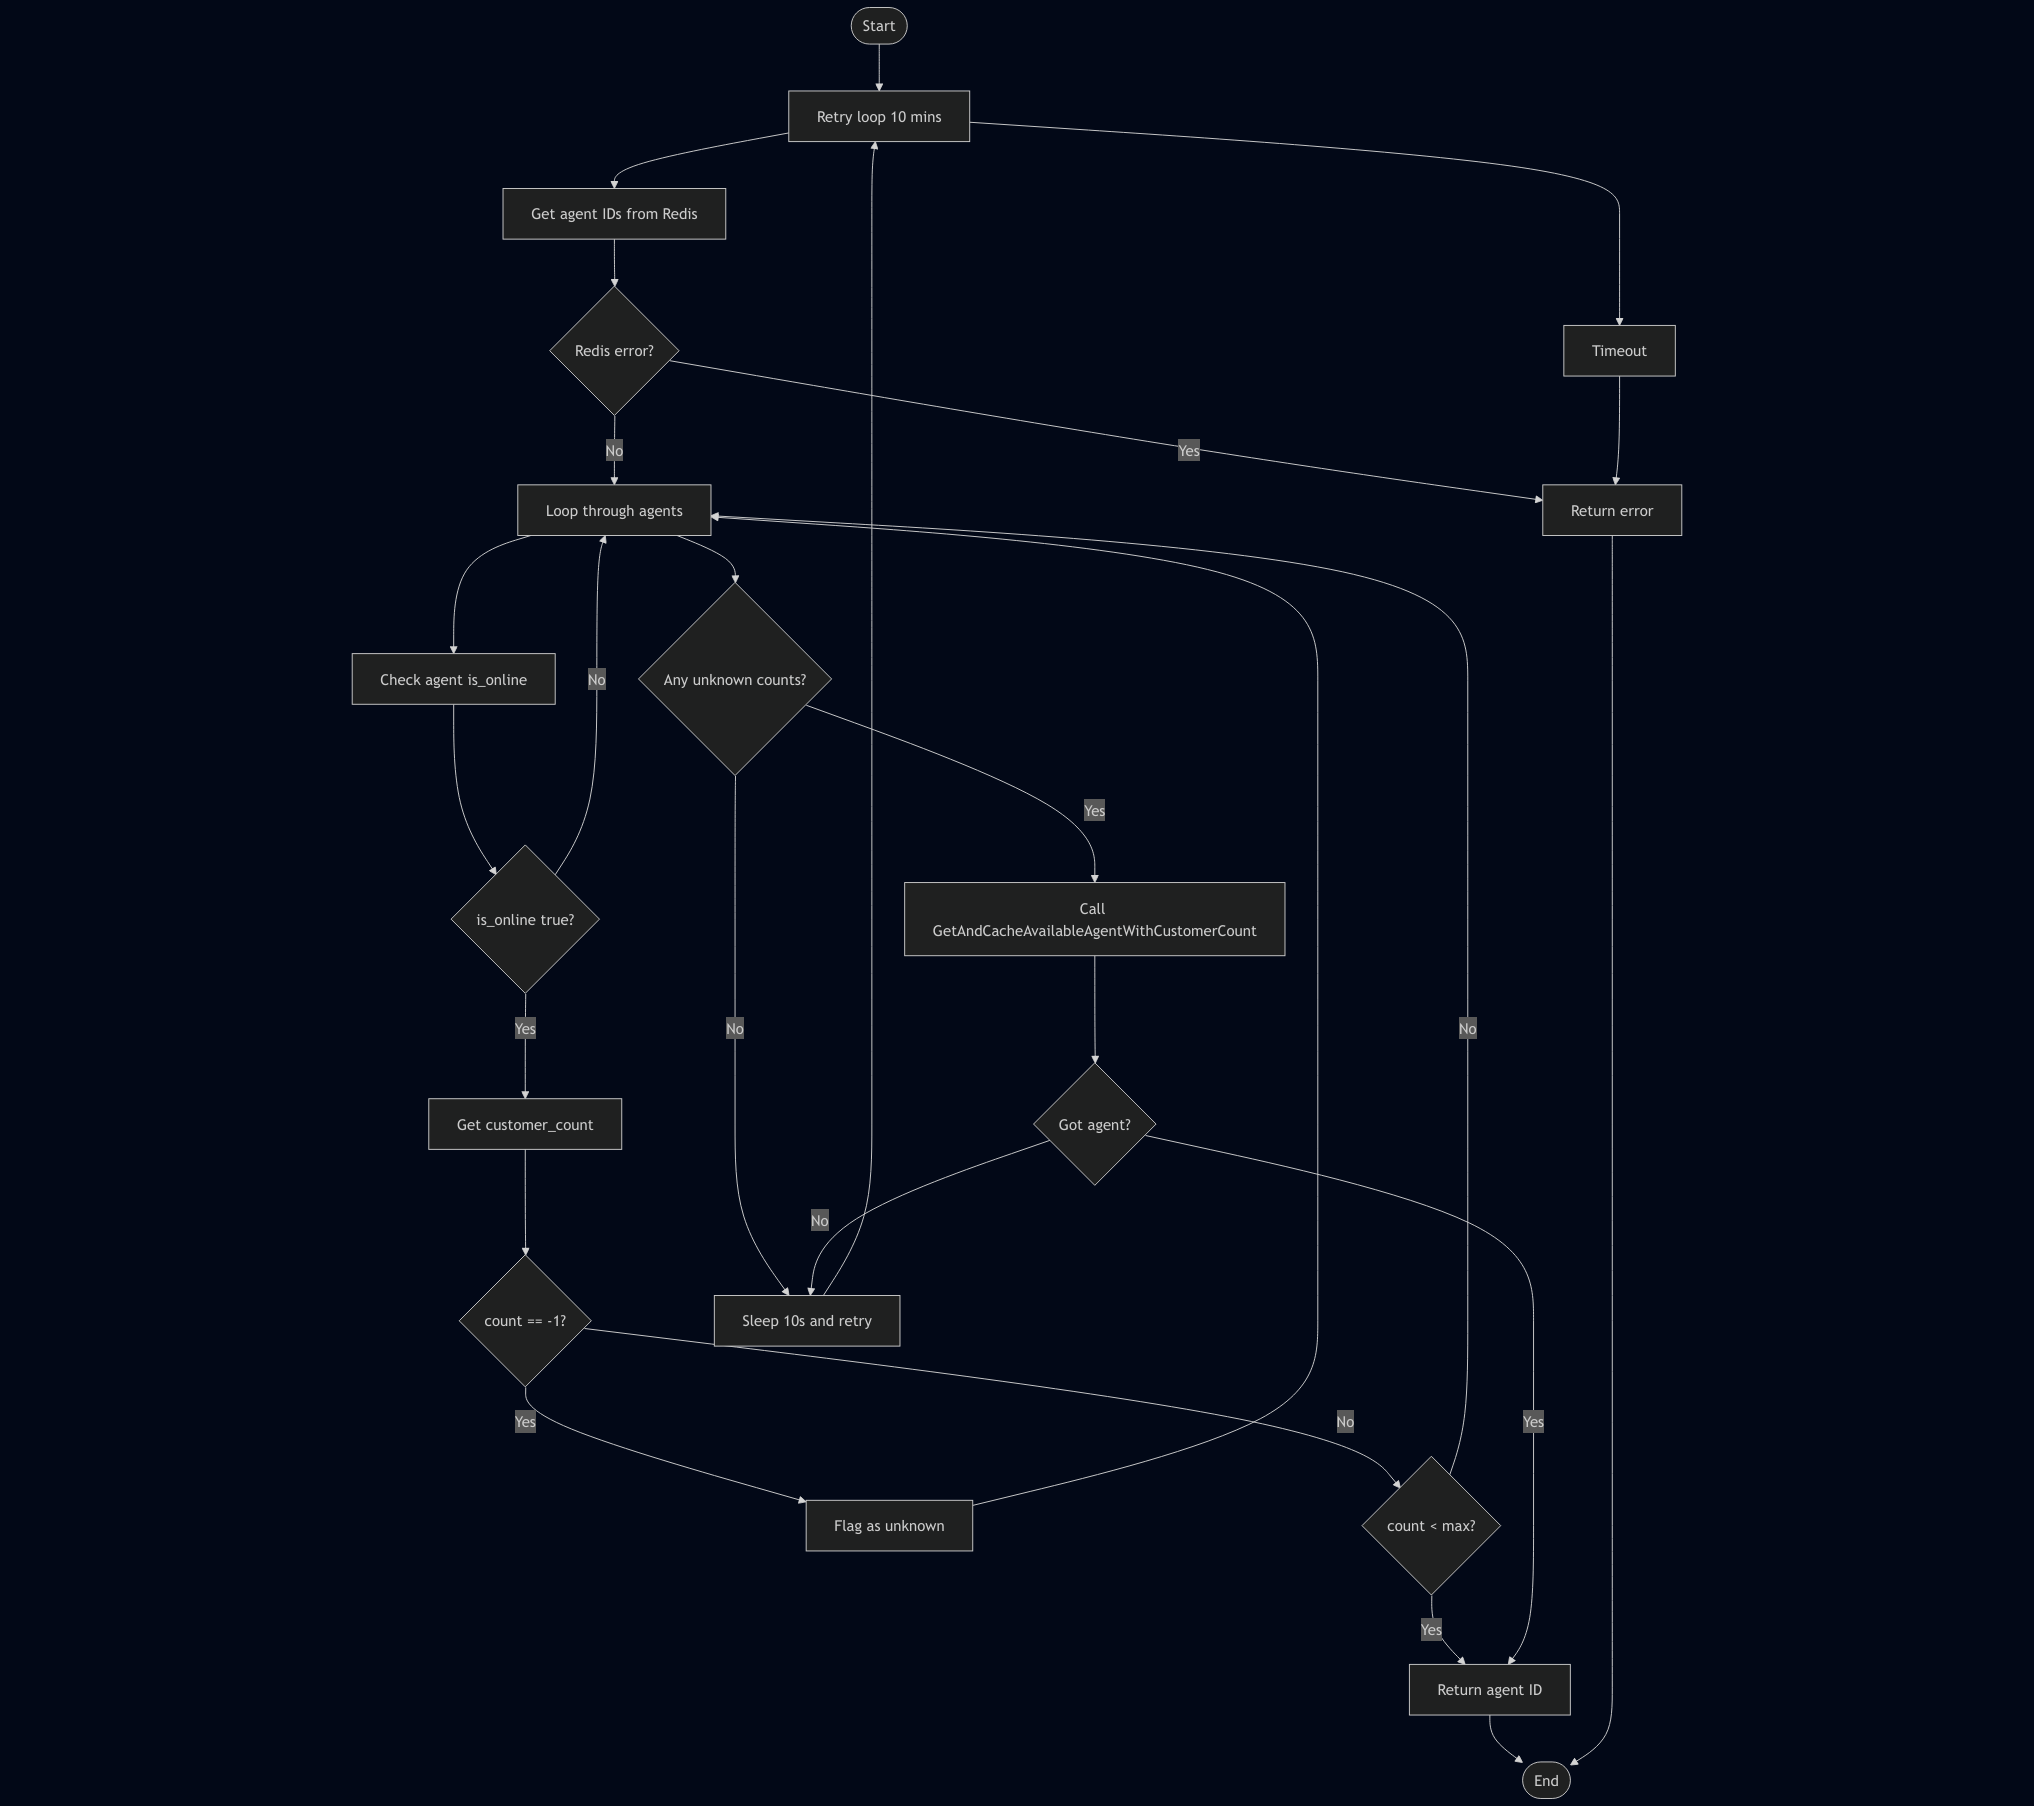 Start
Retry loop 10 mins
Get agent IDs from Redis
Redis error?
Timeout
No
Yes
Loop through agents
Return error
Check agent is_online
No
Any unknown counts?
Yes
is_online true?
Call
GetAndCacheAvailableAgentWithCustomerCount
Yes
No
No
Get customer_count
Got agent?
No
count == -1?
Sleep 10s and retry
Yes
No
Yes
Flag as unknown
count < max?
Yes
Return agent ID
End